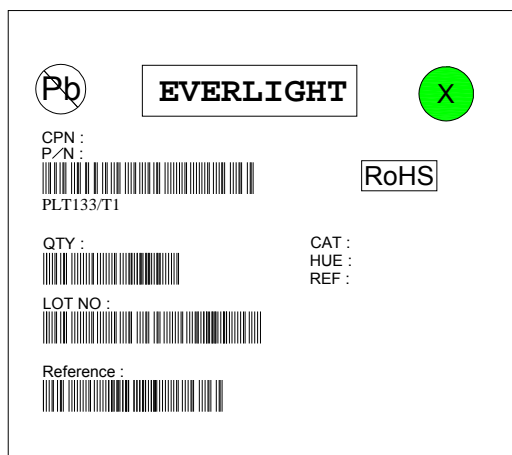 Pb
EVERLIGHT
X
CPN :
P/N :
RoHS
PLT133/T1
QTY :
CAT :
HUE :
REF :
LOT NO :
Reference :